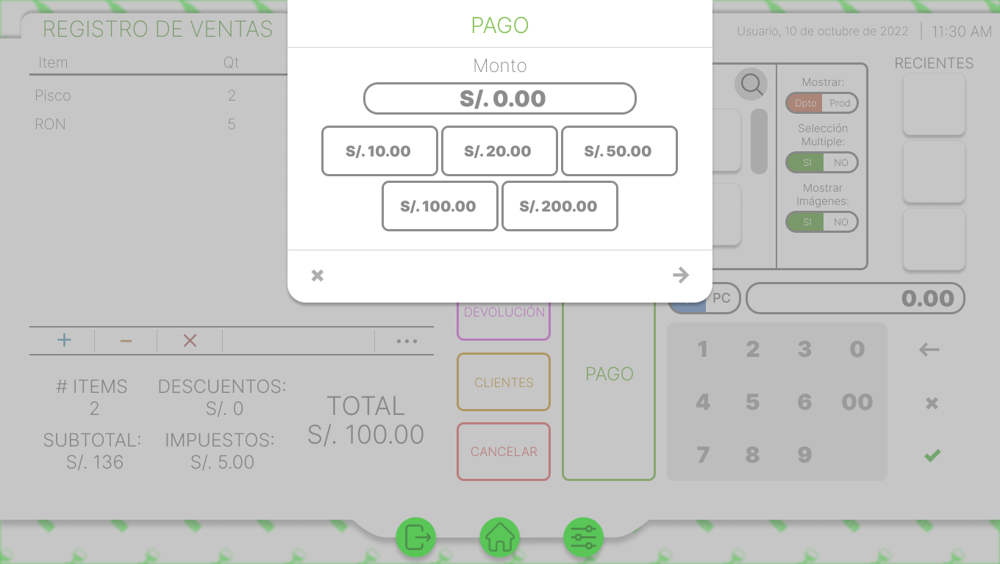 REGISTRO DE VENTAS
Item Qt
Pisco 2
RON 5
PAGO
Monto
S/. 0.00
S/. 10.00 S/. 20.00 S/. 50.00
S/. 100.00 S/. 200.00
Usuario, 10 de octubre de 2022 11:30 AM
Mostrar:
Dpto Prod
Selección
Multiple:
SI NO
Mostrar
Imágenes:
SI NO
RECIENTES
PC 0.00
# ITEMS
2
DESCUENTOS:
S/. 0
SUBTOTAL:
S/. 136
IMPUESTOS:
S/. 5.00
TOTAL
S/. 100.00
DEVOLUCIÓN
CLIENTES
CANCELAR
PAGO
1 2 3 0
4 5 6 00
7 8 9